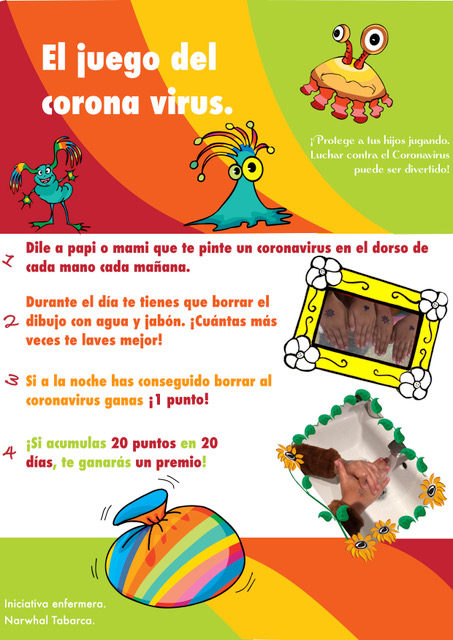 El juego del
corona virus.
¡Protege a tus hijos jugando.
Luchar contra el Coronavirus
puede ser divertido!
1 Dile a papi o mami que te pinte un coronavirus en el dorso de
cada mano cada mañana.
2 Durante el día te tienes que borrar el
dibujo con agua y jabón. ¡Cuántas más
veces te laves mejor!
3 Si a la noche has conseguido borrar al
coronavirus ganas ¡1 punto!
4 ¡Si acumulas 20 puntos en 20
días, te ganarás un premio!
Iniciativa enfermera.
Narwhal Tabarca.